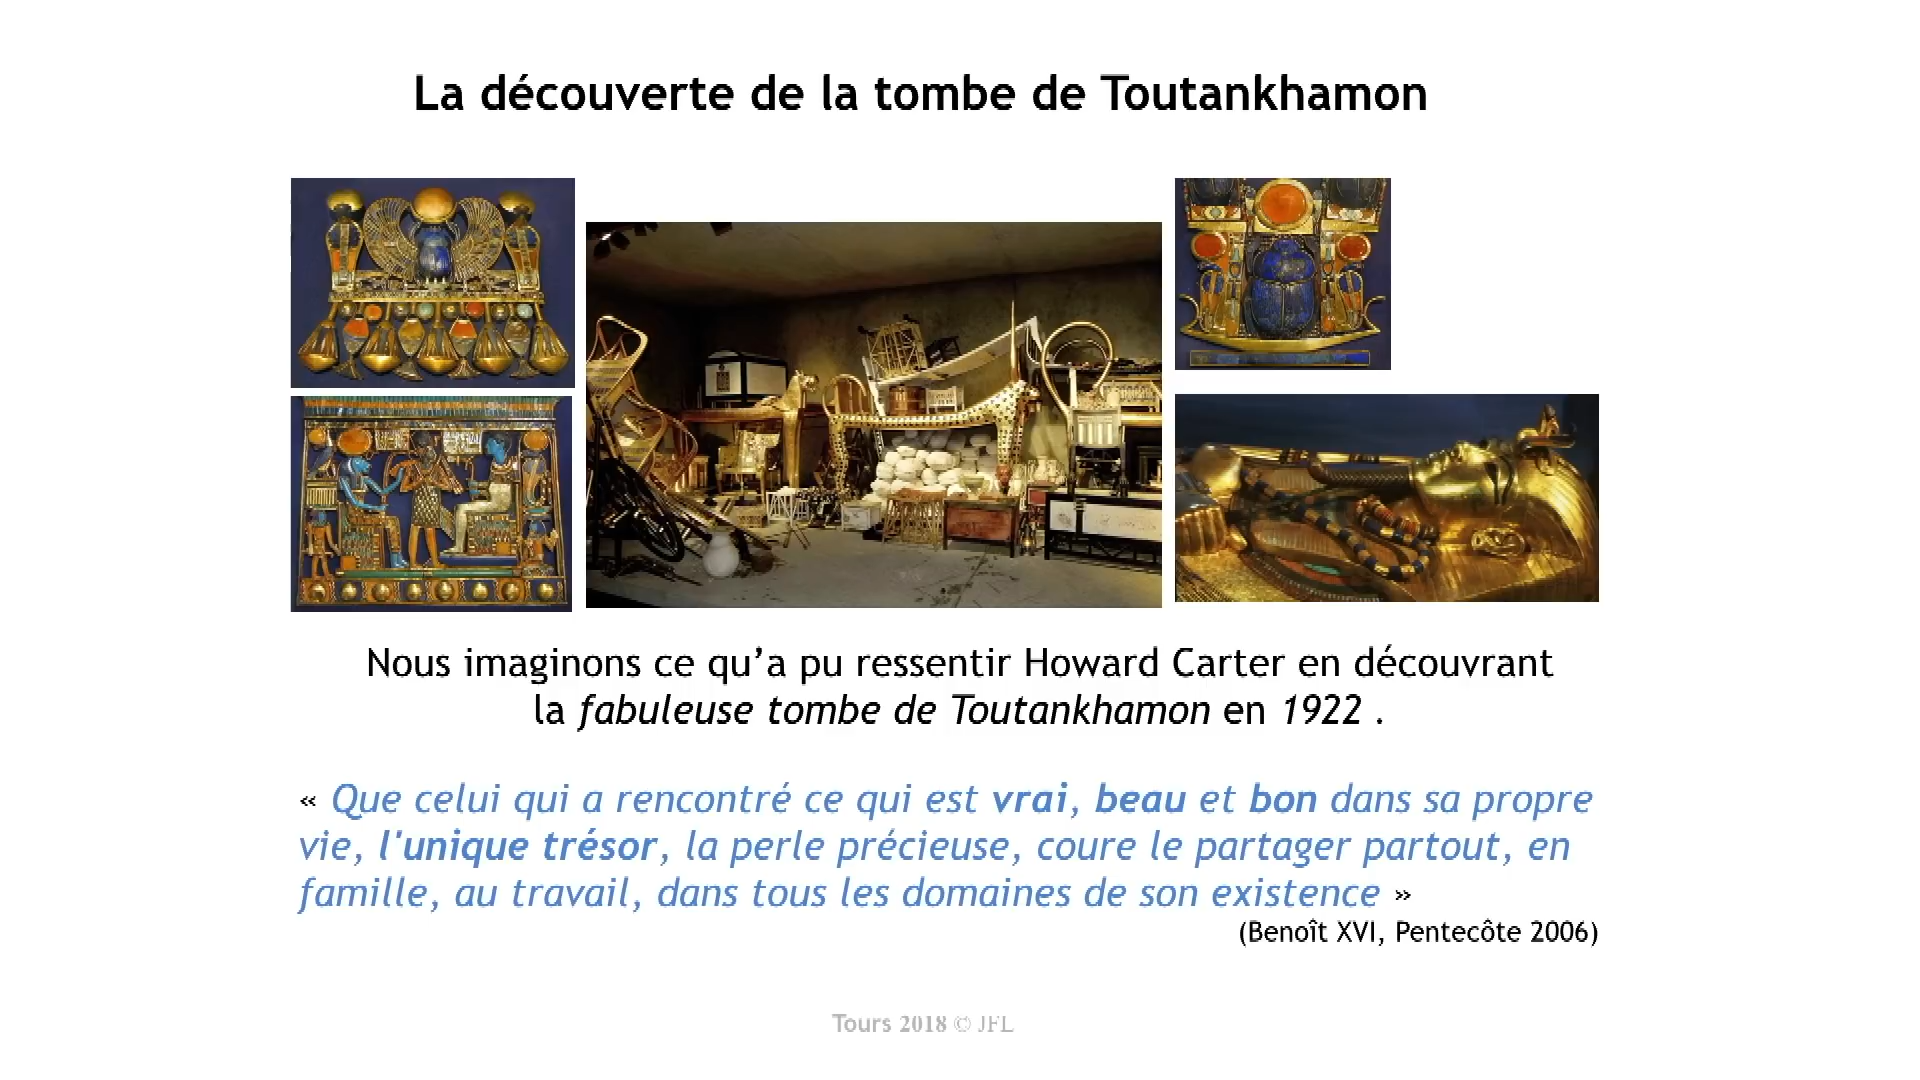 La découverte de la tombe de Toutankhamon
Nous imaginons ce qu’a pu ressentir Howard Carter en découvrant
la fabuleuse tombe de Toutankhamon en 1922 .
« Que celui qui a rencontré ce qui est vrai, beau et bon dans sa propre
vie, l'unique trésor, la perle précieuse, coure le partager partout, en
famille, au travail, dans tous les domaines de son existence »
(Benoît XVI, Pentecôte 2006)
Tours 2018 © JFL